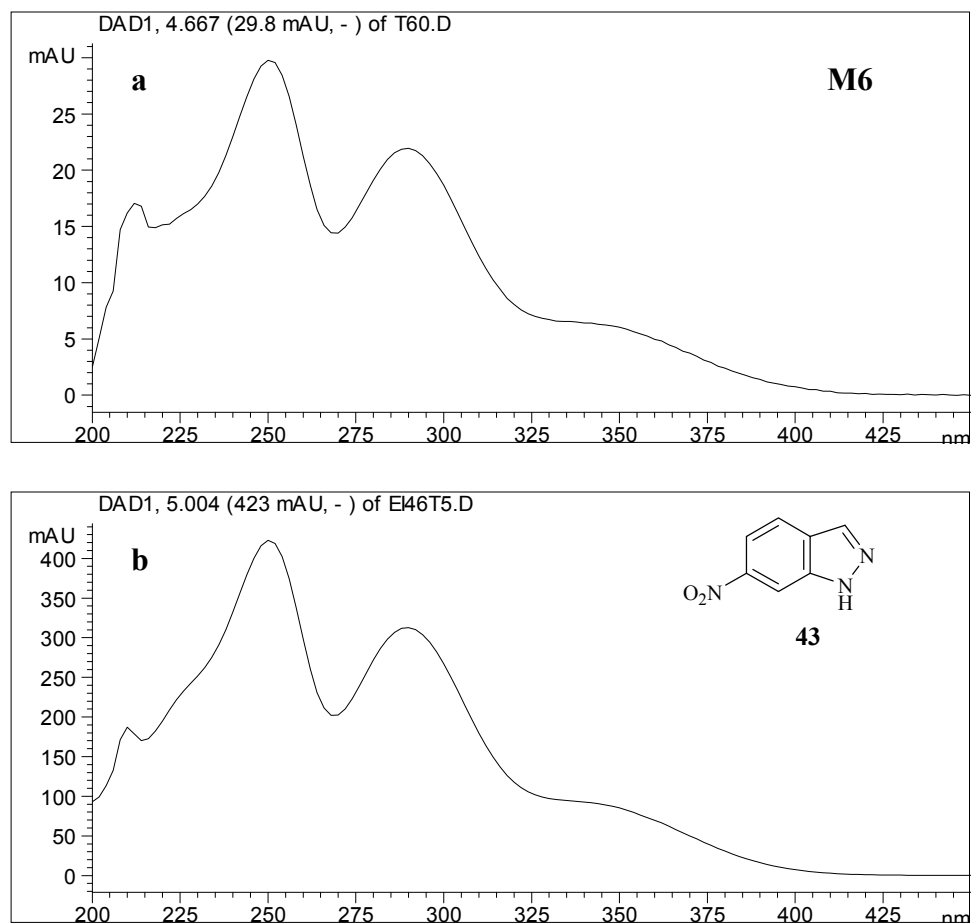 DAD1, 4.667 (29.8 mAU, - ) of T60.D
mAU
a
M6
25
20
15
10
5
0
200 225 250 275 300 325 350 375 400 425 nm
DAD1, 5.004 (423 mAU, - ) of EI46T5.D
mAU
b
400
350
300
250
200
150
100
50
0
N
O₂N
N
H
43
200 225 250 275 300 325 350 375 400 425 nm